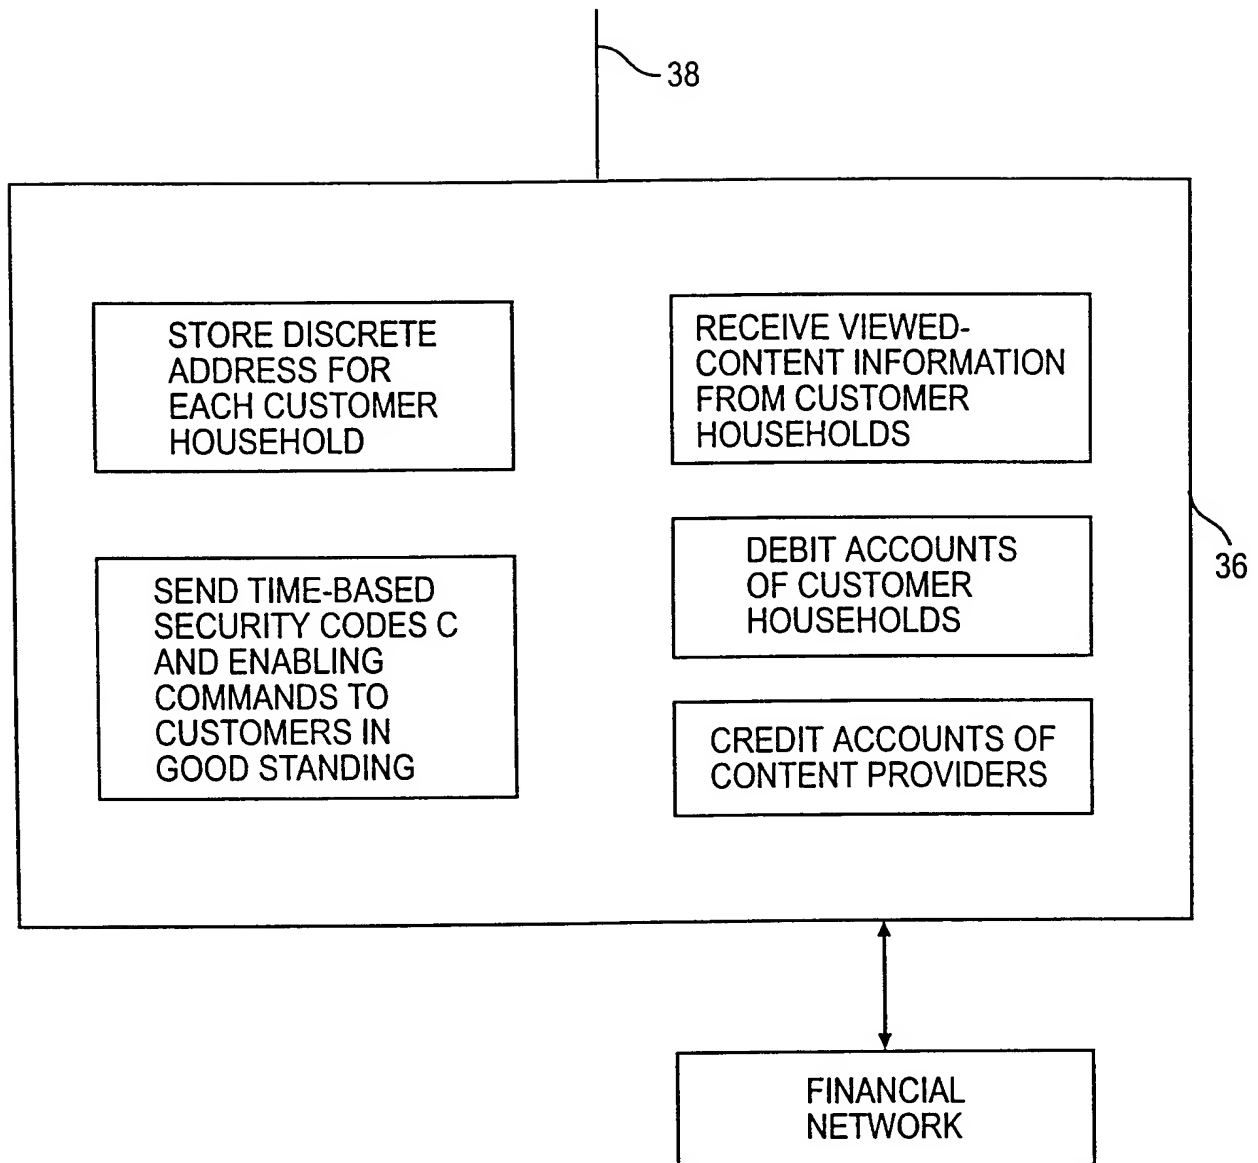 38
STORE DISCRETE
ADDRESS FOR
EACH CUSTOMER
HOUSEHOLD
RECEIVE VIEWED-
CONTENT INFORMATION
FROM CUSTOMER
HOUSEHOLDS
36
SEND TIME-BASED
SECURITY CODES C
AND ENABLING
COMMANDS TO
CUSTOMERS IN
GOOD STANDING
DEBIT ACCOUNTS
OF CUSTOMER
HOUSEHOLDS
CREDIT ACCOUNTS OF
CONTENT PROVIDERS
FINANCIAL
NETWORK